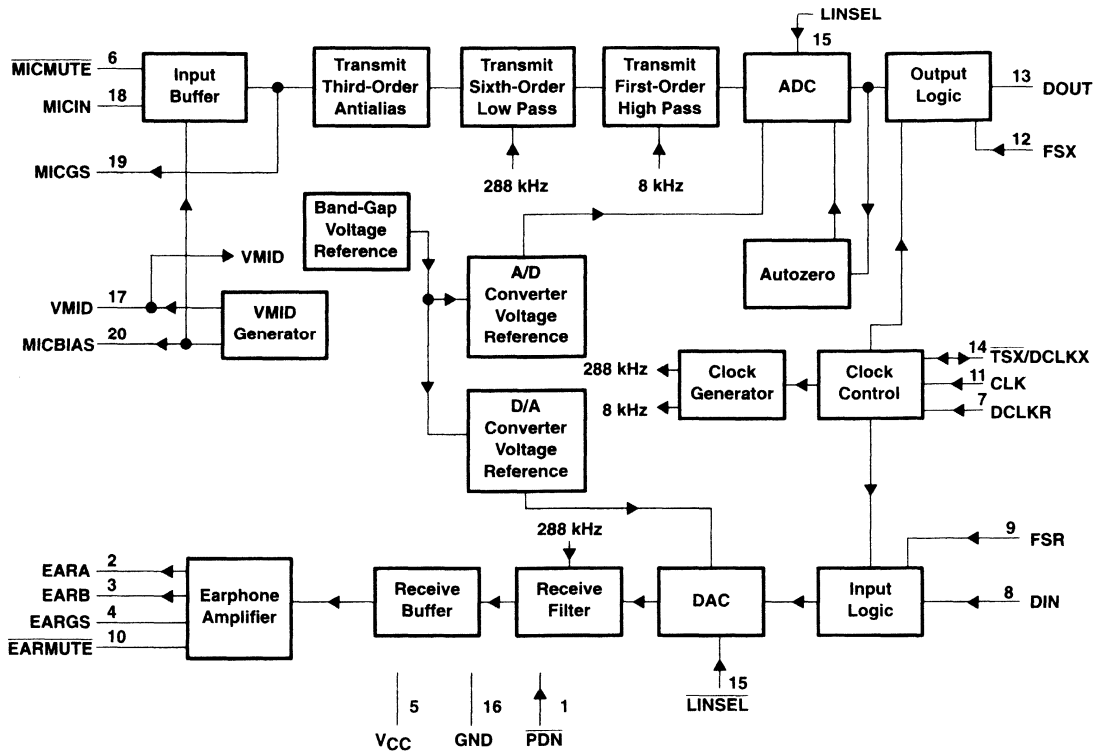 LINSEL
15
MICMUTE
6
MICIN
18
Input
Buffer
Transmit
Third-Order
Antialias
Transmit
Sixth-Order
Low Pass
Transmit
First-Order
High Pass
ADC
Output
Logic
13
DOUT
12
FSX
MICGS
19
288 kHz
8 kHz
Band-Gap
Voltage
Reference
VMID
Autozero
A/D
Converter
Voltage
Reference
VMID
17
MICBIAS
20
VMID
Generator
288 kHz
8 kHz
Clock
Generator
Clock
Control
14
TSX/DCLKX
11
CLK
7
DCLKR
D/A
Converter
Voltage
Reference
288 kHz
9
FSR
8
DIN
EARA
2
EARB
3
EARGS
4
EARMUTE
10
Earphone
Amplifier
Receive
Buffer
Receive
Filter
DAC
Input
Logic
15
LINSEL
5
VCC
16
GND
1
PDN